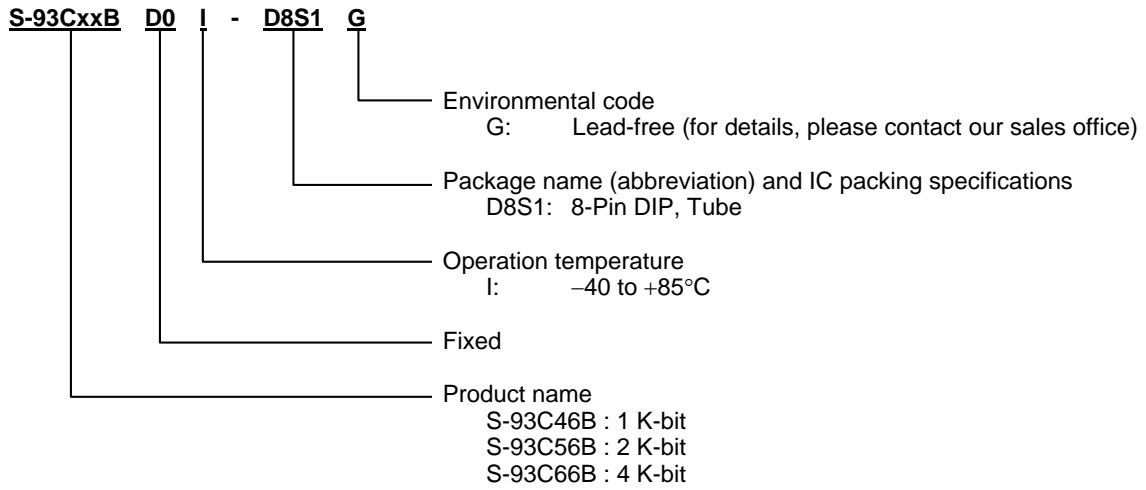 S-93CxxB D0 I - D8S1 G
Environmental code
G: Lead-free (for details, please contact our sales office)
Package name (abbreviation) and IC packing specifications
D8S1: 8-Pin DIP, Tube
Operation temperature
I: −40 to +85°C
Fixed
Product name
S-93C46B : 1 K-bit
S-93C56B : 2 K-bit
S-93C66B : 4 K-bit